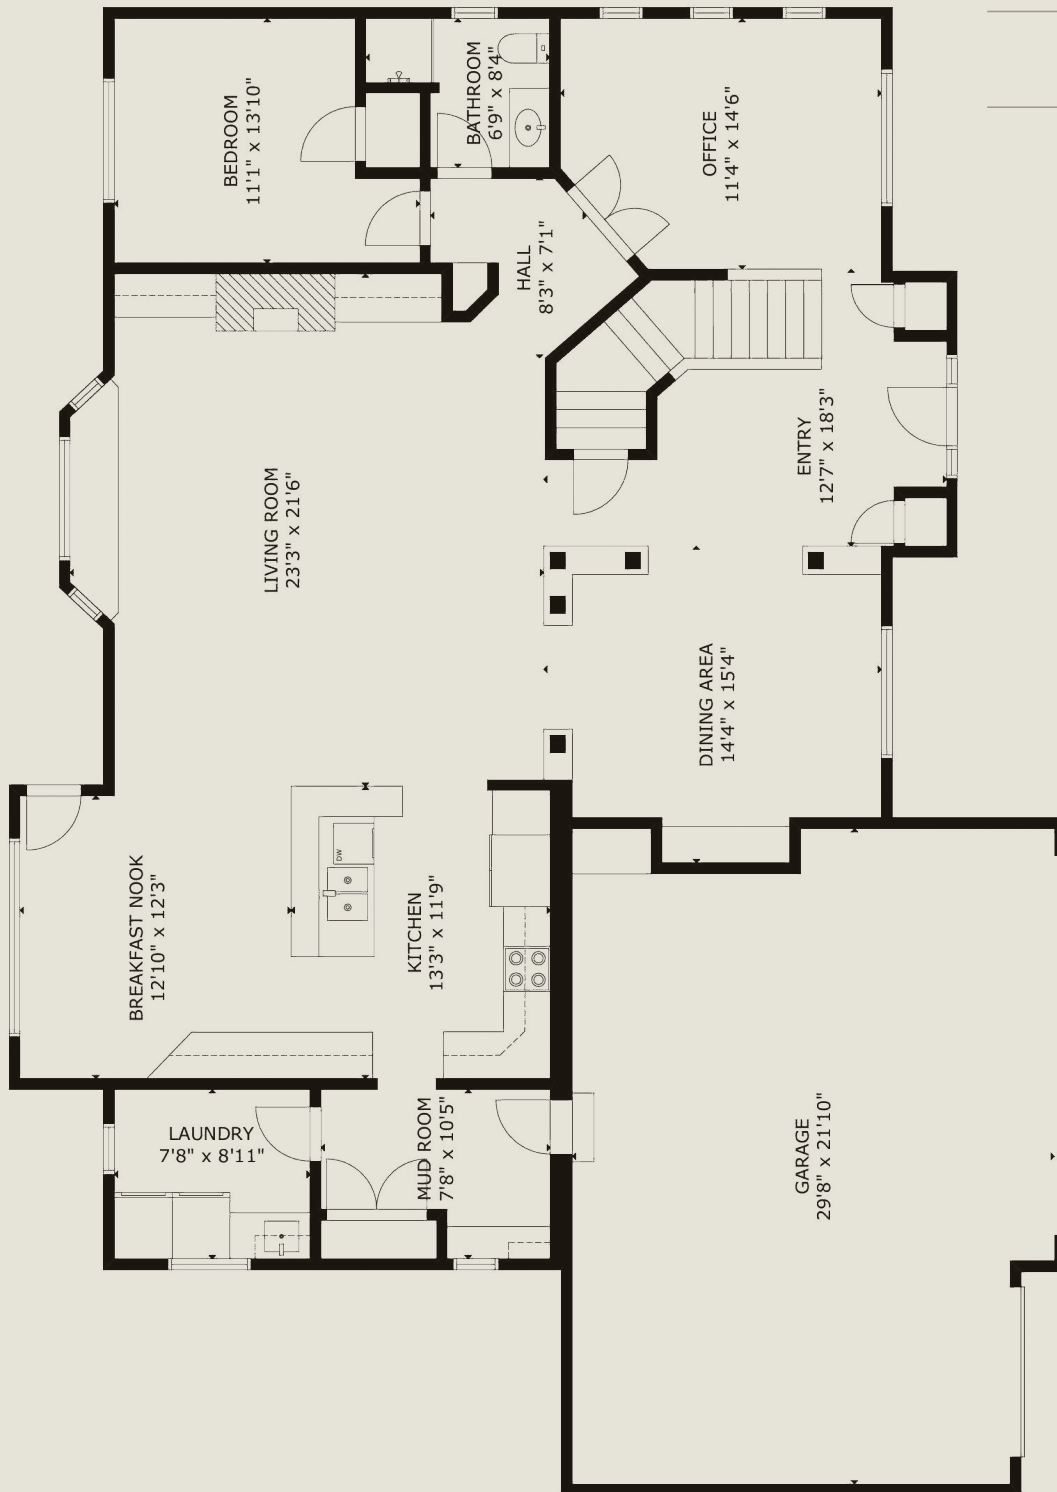 BEDROOM
11'1" x 13'10"
BATHROOM
6'9" x 8'4"
OFFICE
11'4" x 14'6"
HALL
8'3" x 7'1"
ENTRY
12'7" x 18'3"
LIVING ROOM
23'3" x 21'6"
DINING AREA
14'4" x 15'4"
BREAKFAST NOOK
12'10" x 12'3"
DW
KITCHEN
13'3" x 11'9"
LAUNDRY
7'8" x 8'11"
MUD ROOM
7'8" x 10'5"
GARAGE
29'8" x 21'10"